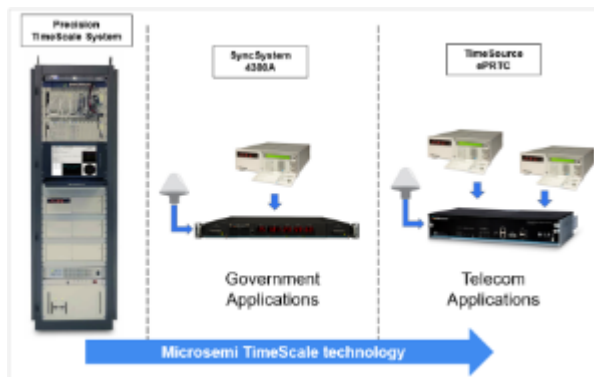 Precision
TimeScale System
SyncSystem
4380A
TimeSource
ePRTC
Government
Applications
Telecom
Applications
Microsemi TimeScale technology